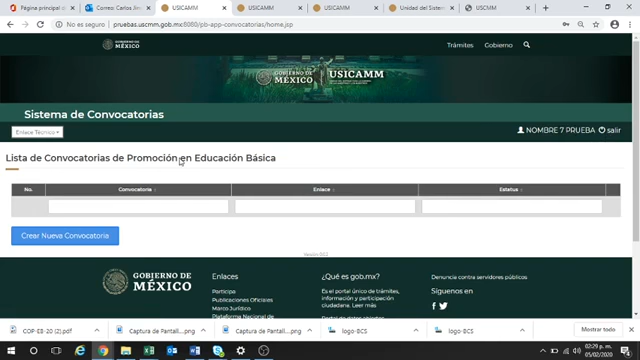 Página principal c
Correo: Carlos Jim
USICAMM
USICAMM
USICAMM
Unidad del Sistem
USCMM
No es seguro | pruebas.uscmm.gob.mx:8080/pb-app-convocatorias/home.jsp
GOBIERNO DE MÉXICO
Trámites Gobierno
GOBIERNO DE MÉXICO
USICAMM
Sistema de Convocatorias
Enlace Técnico
NOMBRE 7 PRUEBA salir
Lista de Convocatorias de Promoción en Educación Básica
No. Convocatoria Enlace Estatus
Crear Nueva Convocatoria
GOBIERNO DE MÉXICO
Enlaces
Participa
Publicaciones Oficiales
Marco Jurídico
Plataforma Nacional de
¿Qué es gob.mx?
Es el portal único de trámites,
información y participación
ciudadana. Leer más
Portal de datos abiertos
Denuncia contra servidores públicos
Síguenos en
COP-EB-20 (2).pdf
Captura de Pantall....png
Captura de Pantall....png
logo-BCS
logo-BCS
Mostrar todo
02:29 p. m.
05/02/2020